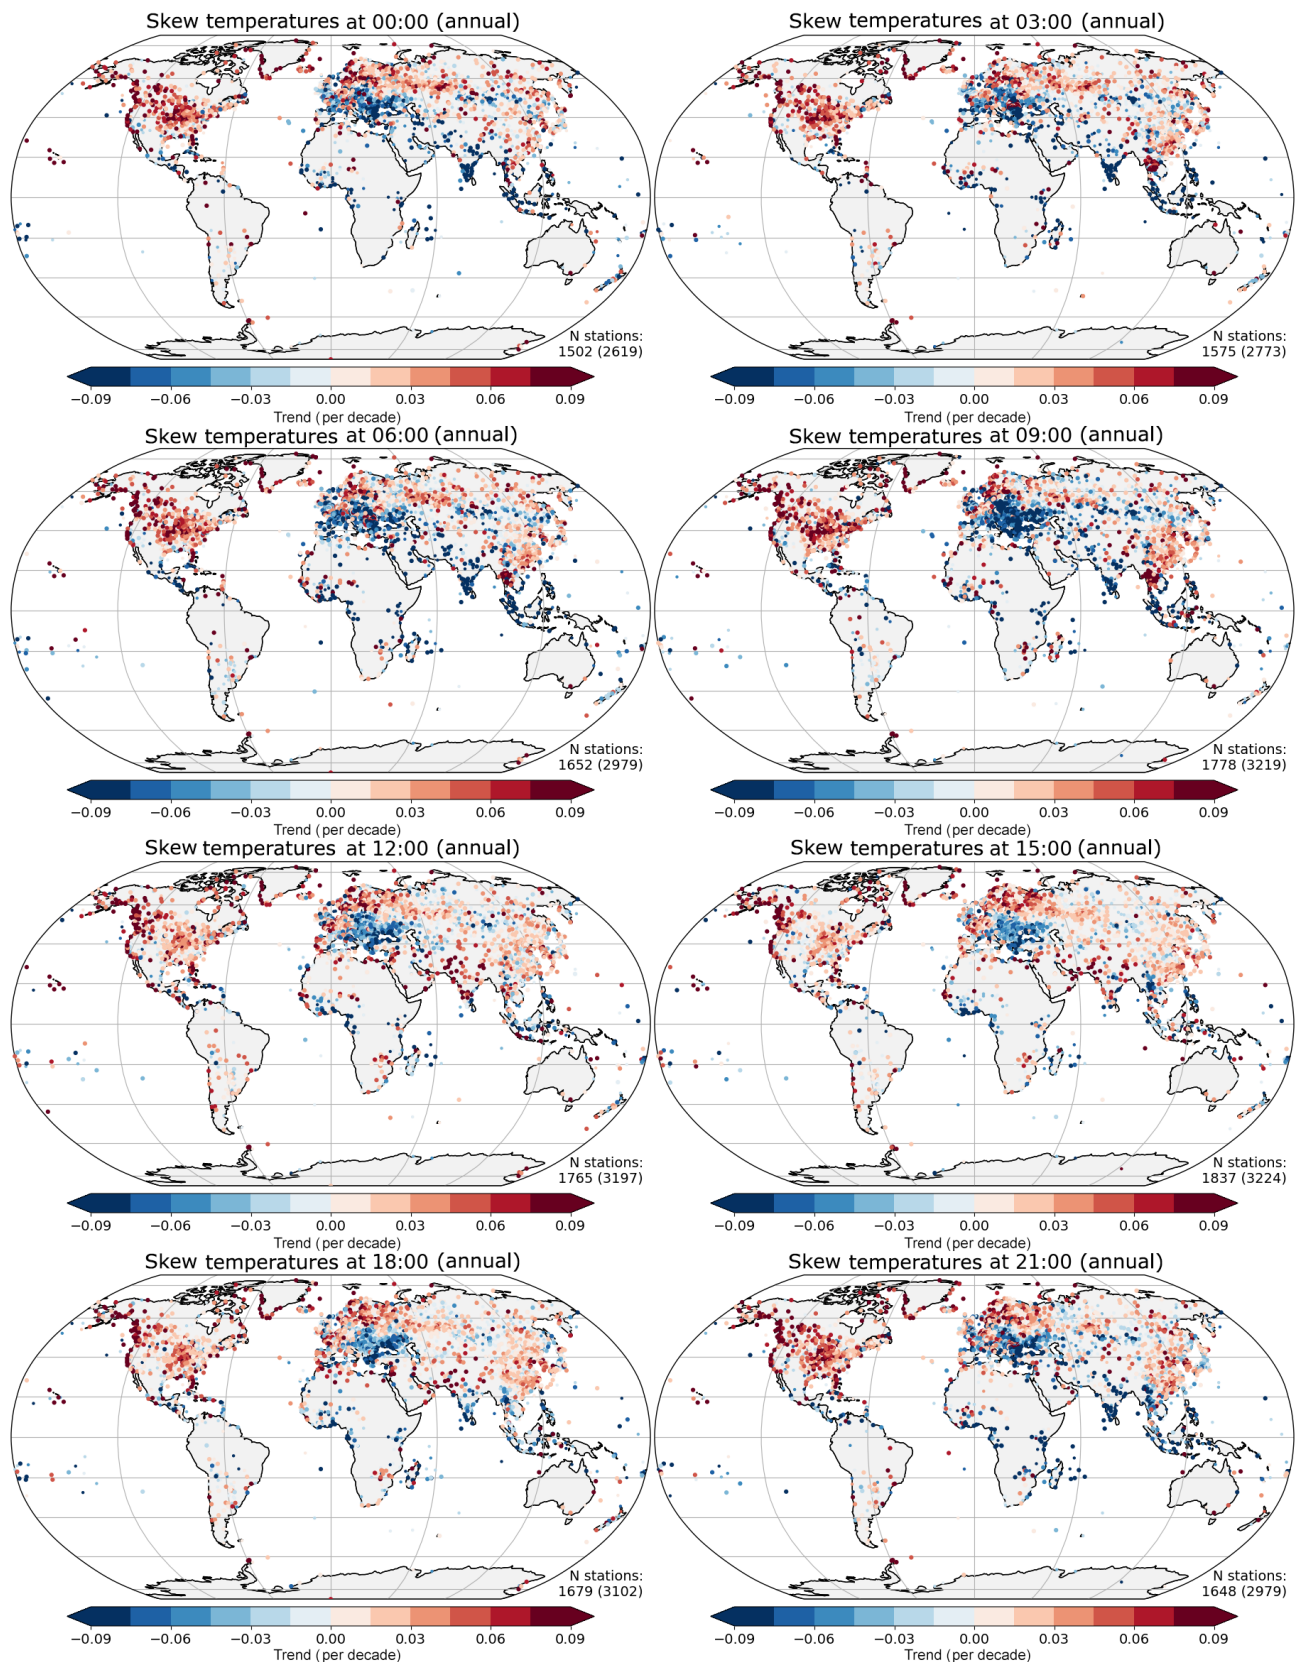 Skew temperatures at 00:00 (annual)
N stations:
1502 (2619)
−0.09 −0.06 −0.03 0.00 0.03 0.06 0.09
Trend (per decade)
Skew temperatures at 03:00 (annual)
N stations:
1575 (2773)
−0.09 −0.06 −0.03 0.00 0.03 0.06 0.09
Trend (per decade)
Skew temperatures at 06:00 (annual)
N stations:
1652 (2979)
−0.09 −0.06 −0.03 0.00 0.03 0.06 0.09
Trend (per decade)
Skew temperatures at 09:00 (annual)
N stations:
1778 (3219)
−0.09 −0.06 −0.03 0.00 0.03 0.06 0.09
Trend (per decade)
Skew temperatures at 12:00 (annual)
N stations:
1765 (3197)
−0.09 −0.06 −0.03 0.00 0.03 0.06 0.09
Trend (per decade)
Skew temperatures at 15:00 (annual)
N stations:
1837 (3224)
−0.09 −0.06 −0.03 0.00 0.03 0.06 0.09
Trend (per decade)
Skew temperatures at 18:00 (annual)
N stations:
1679 (3102)
−0.09 −0.06 −0.03 0.00 0.03 0.06 0.09
Trend (per decade)
Skew temperatures at 21:00 (annual)
N stations:
1648 (2979)
−0.09 −0.06 −0.03 0.00 0.03 0.06 0.09
Trend (per decade)